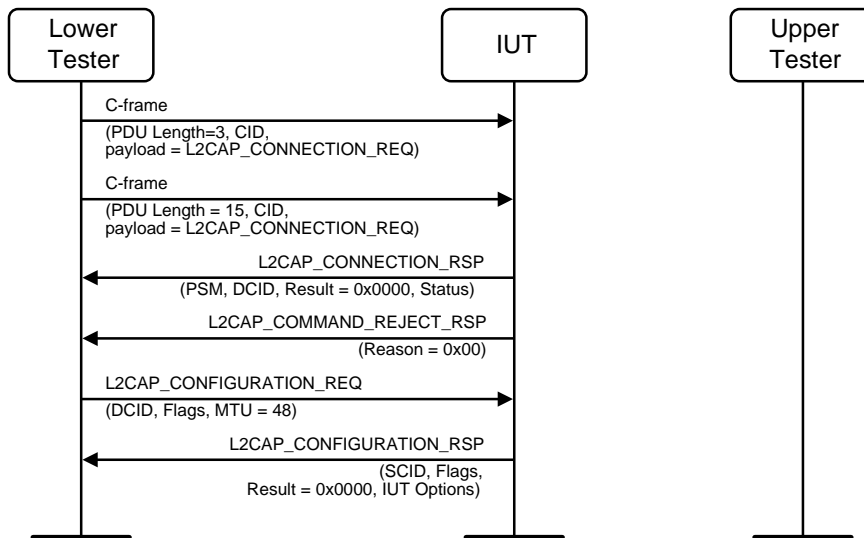 Lower
Tester
IUT
Upper
Tester
C-frame
(PDU Length=3, CID,
payload = L2CAP_CONNECTION_REQ)
C-frame
(PDU Length = 15, CID,
payload = L2CAP_CONNECTION_REQ)
L2CAP_CONNECTION_RSP
(PSM, DCID, Result = 0x0000, Status)
L2CAP_COMMAND_REJECT_RSP
(Reason = 0x00)
L2CAP_CONFIGURATION_REQ
(DCID, Flags, MTU = 48)
L2CAP_CONFIGURATION_RSP
(SCID, Flags,
Result = 0x0000, IUT Options)